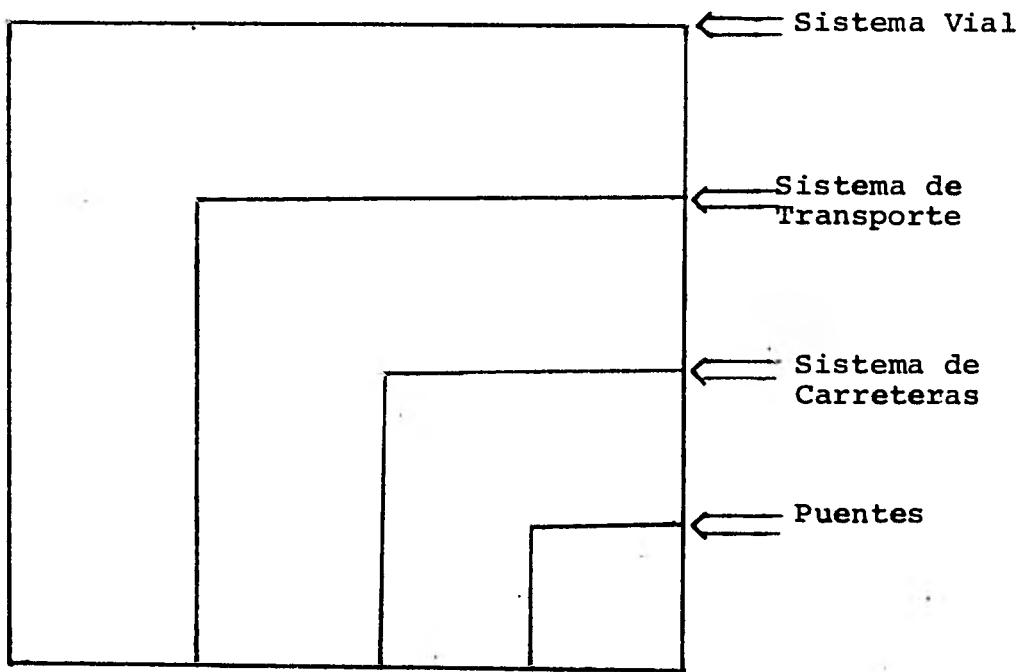 Sistema Vial
Sistema de
Transporte
Sistema de
Carreteras
Puentes